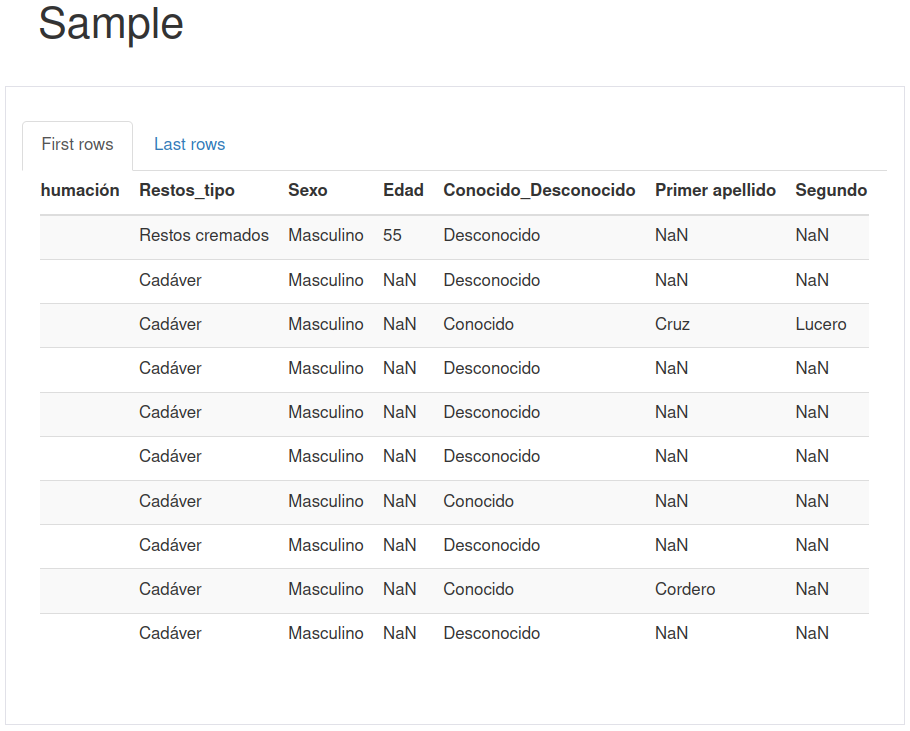 Sample
First rows Last rows
humación Restos_tipo Sexo Edad Conocido_Desconocido Primer apellido Segundo
Restos cremados Masculino 55 Desconocido NaN NaN
Cadáver Masculino NaN Desconocido NaN NaN
Cadáver Masculino NaN Conocido Cruz Lucero
Cadáver Masculino NaN Desconocido NaN NaN
Cadáver Masculino NaN Desconocido NaN NaN
Cadáver Masculino NaN Desconocido NaN NaN
Cadáver Masculino NaN Conocido NaN NaN
Cadáver Masculino NaN Desconocido NaN NaN
Cadáver Masculino NaN Conocido Cordero NaN
Cadáver Masculino NaN Desconocido NaN NaN